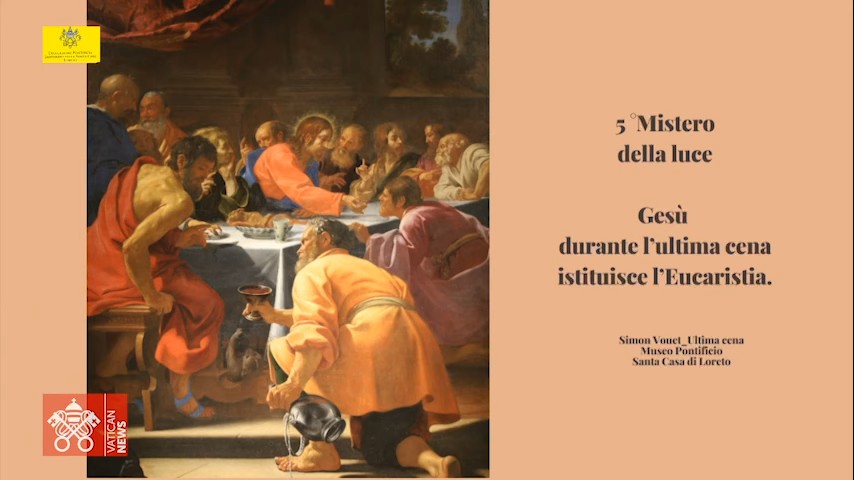 5 °Mistero
della luce
Gesù
durante l'ultima cena
istituisce l'Eucaristia.
Simon Vouet_Ultima cena
Museo Pontificio
Santa Casa di Loreto
VATICAN
NEWS